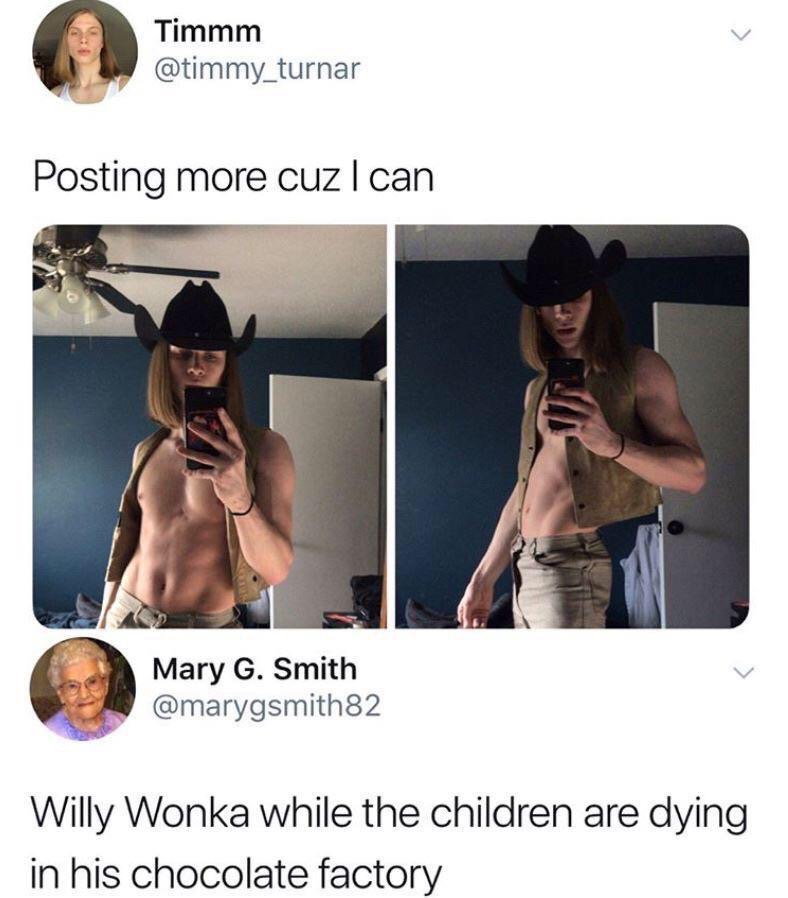 Timmm
@timmy_turnar
Posting more cuz I can
Mary G. Smith
@marygsmith82
Willy Wonka while the children are dying
in his chocolate factory